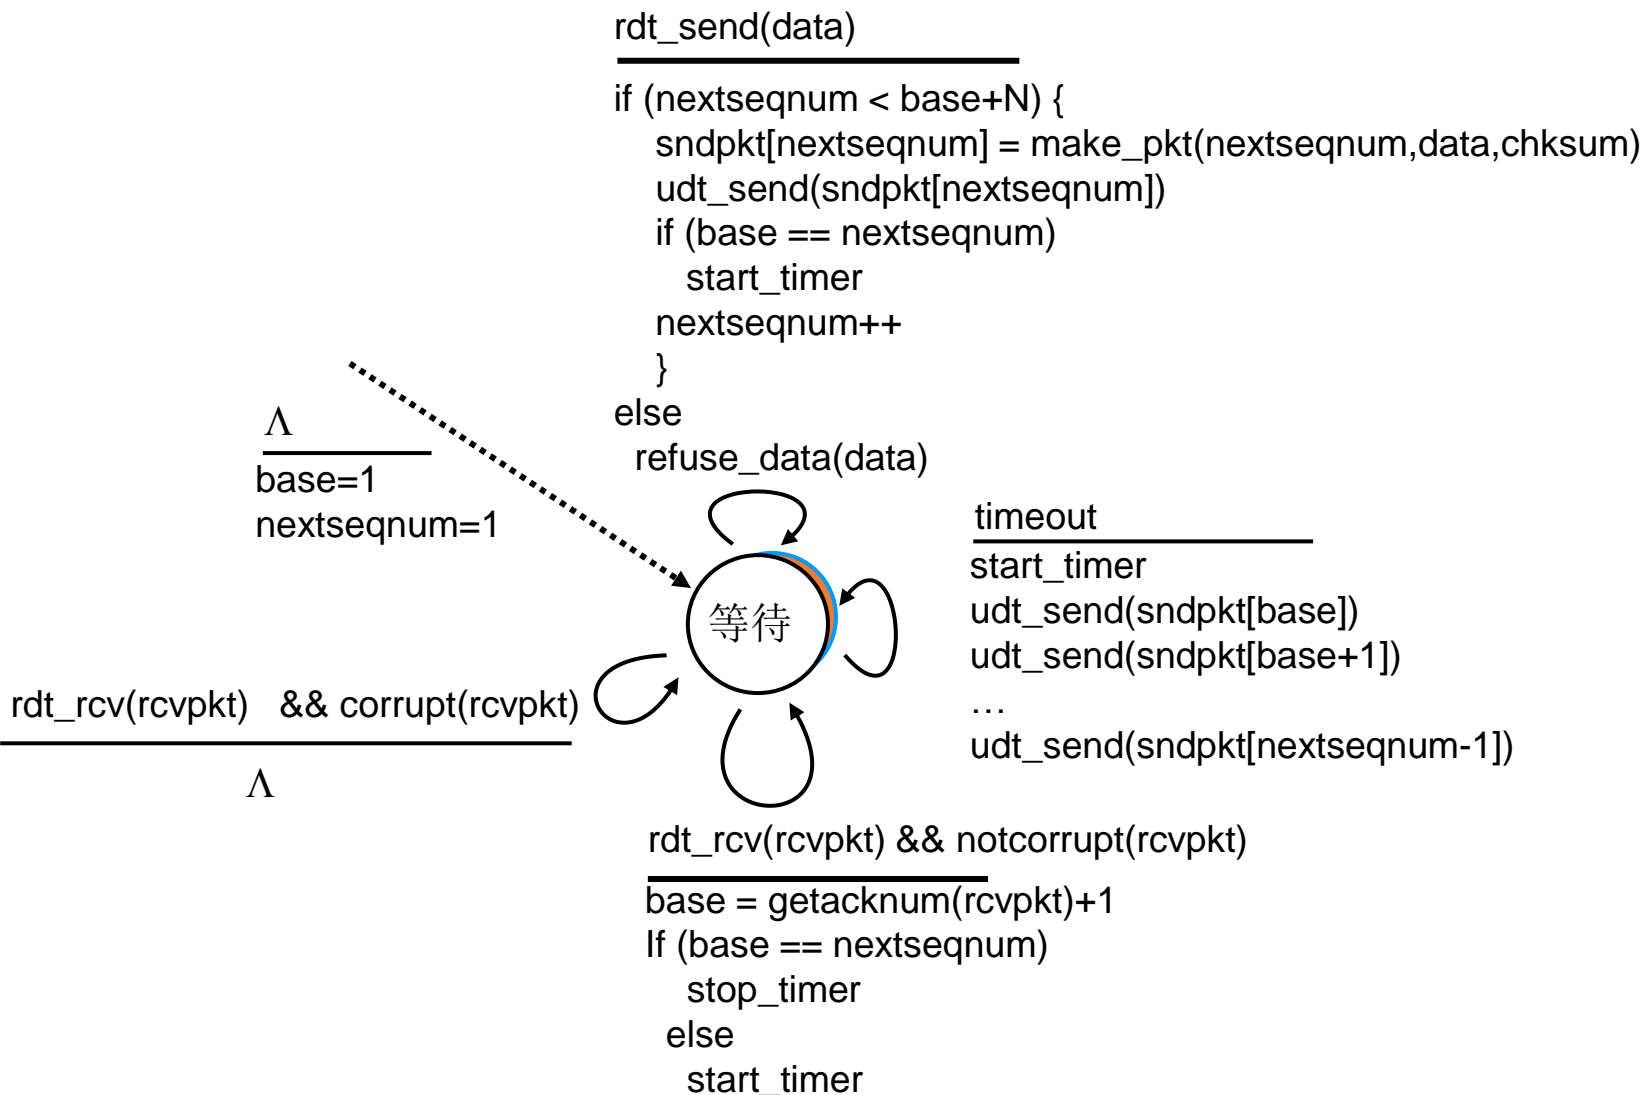 rdt_send(data)
if (nextseqnum < base+N) {
sndpkt[nextseqnum] = make_pkt(nextseqnum,data,chksum)
udt_send(sndpkt[nextseqnum])
if (base == nextseqnum)
start_timer
nextseqnum++
}
else
refuse_data(data)
Λ
base=1
nextseqnum=1
timeout
start_timer
udt_send(sndpkt[base])
udt_send(sndpkt[base+1])
…
udt_send(sndpkt[nextseqnum-1])
等待
rdt_rcv(rcvpkt) && corrupt(rcvpkt)
Λ
rdt_rcv(rcvpkt) && notcorrupt(rcvpkt)
base = getacknum(rcvpkt)+1
If (base == nextseqnum)
stop_timer
else
start_timer